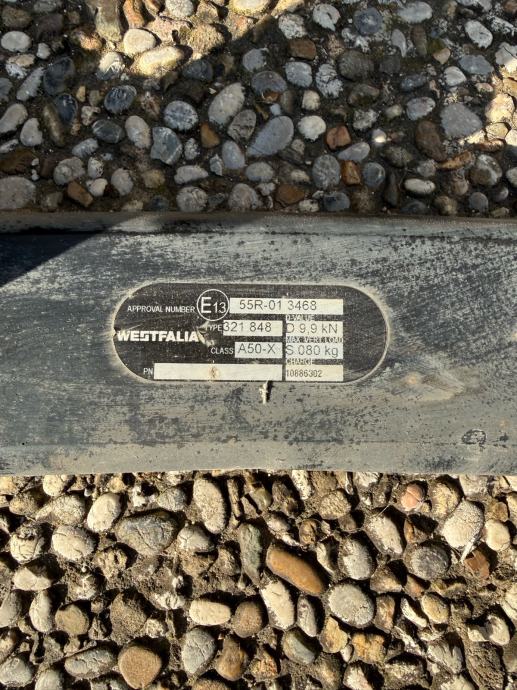 APPROVAL NUMBER E13 55R-01 3468
D VALUE
TYPE 321 848 D 9,9 kN
WESTFALIA MAX. VERT. LOAD
CLASS A50-X S 080 kg
CHARGE
PN 10886302